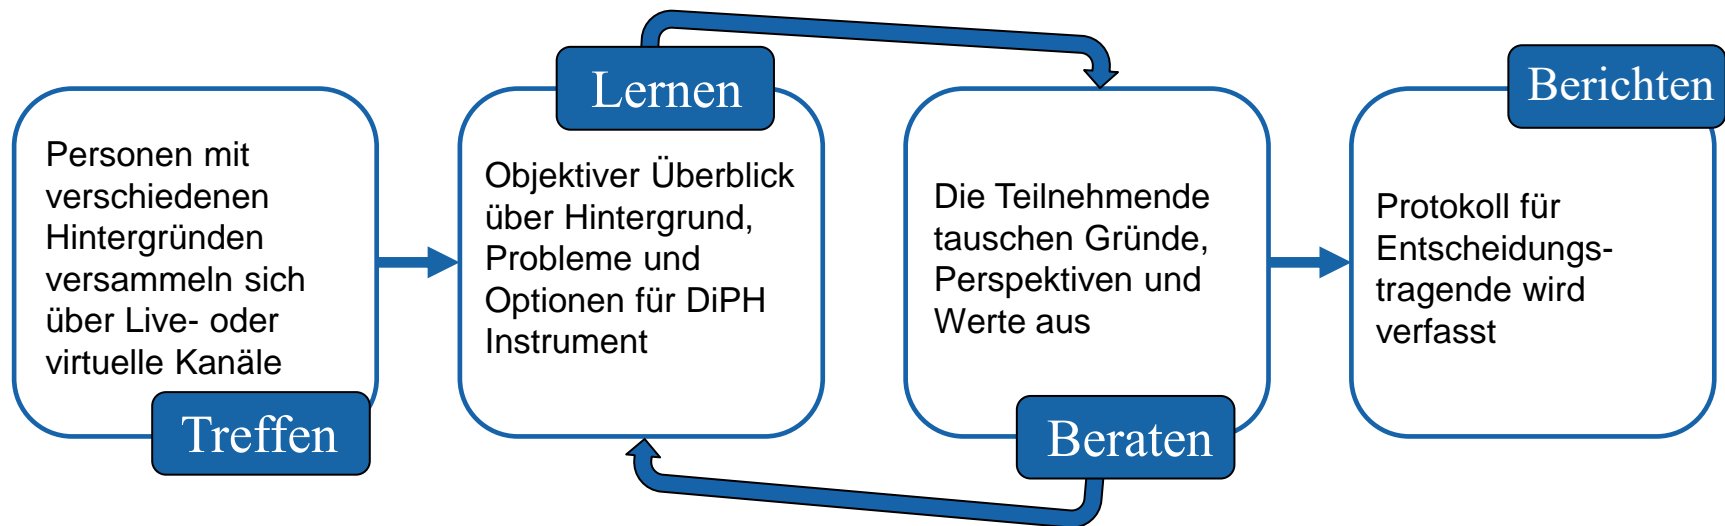 Personen mit
verschiedenen
Hintergründen
versammeln sich
über Live- oder
virtuelle Kanäle
Treffen
Lernen
Objektiver Überblick
über Hintergrund,
Probleme und
Optionen für DiPH
Instrument
Die Teilnehmende
tauschen Gründe,
Perspektiven und
Werte aus
Beraten
Berichten
Protokoll für
Entscheidungs-
tragende wird
verfasst